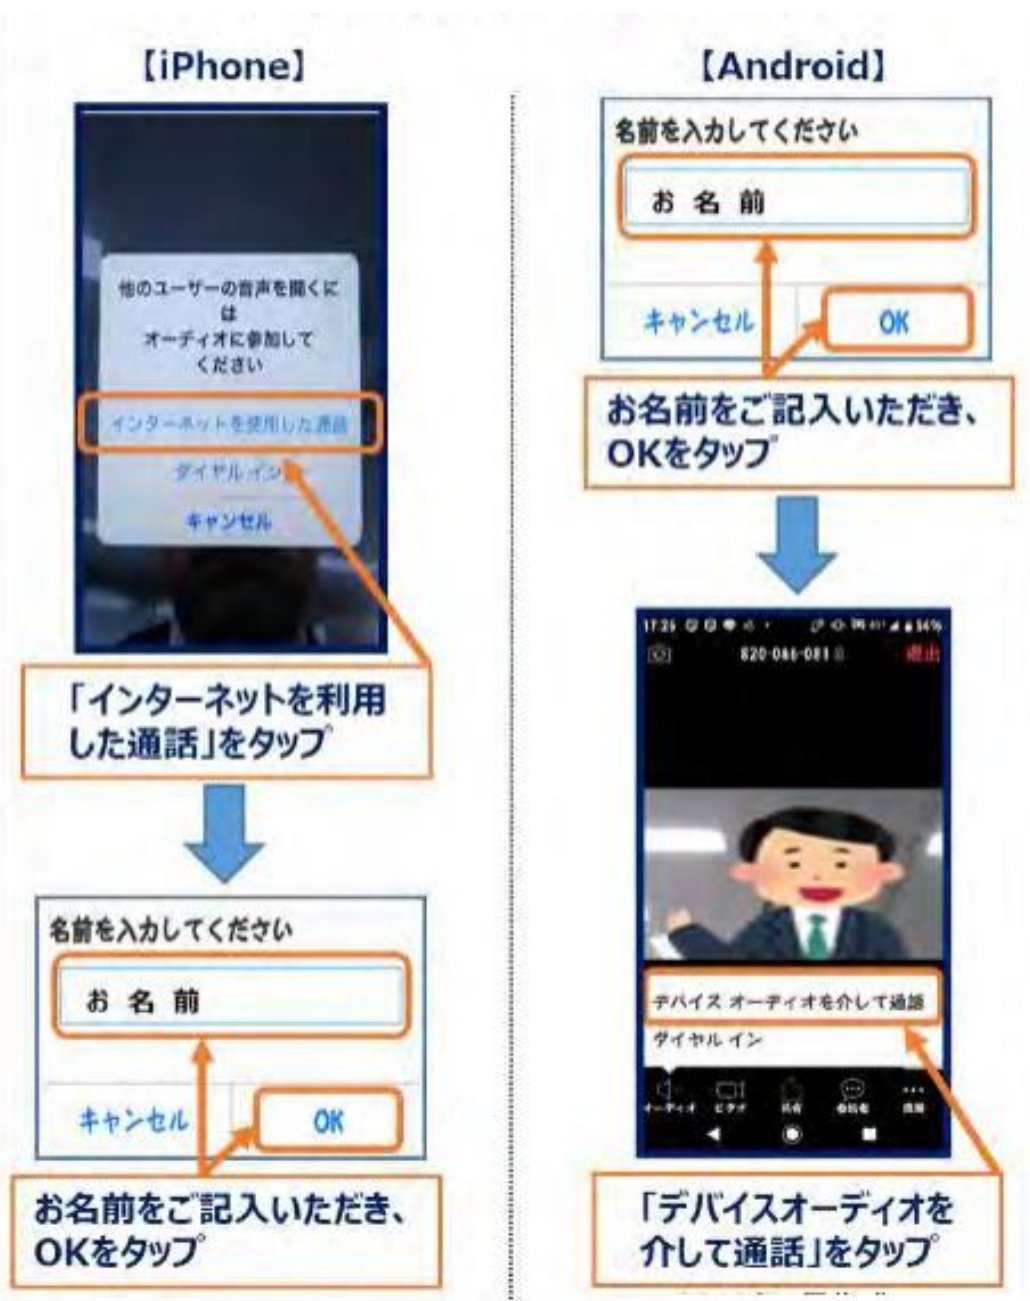 【iPhone】
他のユーザーの音声を聞くに
は
オーディオに参加して
ください
インターネットを使用した通話
ダイヤルイン
キャンセル
「インターネットを利用
した通話」をタップ
名前を入力してください
お 名 前
キャンセル
OK
お名前をご記入いただき、
OKをタップ
【Android】
名前を入力してください
お 名 前
キャンセル
OK
お名前をご記入いただき、
OKをタップ
17:26
54%
820-046-081
退出
デバイス オーディオを介して通話
ダイヤル イン
オーディオ
ビデオ
共有
「デバイスオーディオを
介して通話」をタップ